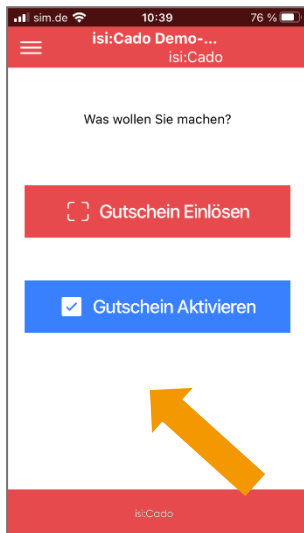 sim.de 10:39 76 %
isi:Cado Demo-...
isi:Cado
Was wollen Sie machen?
Gutschein Einlösen
Gutschein Aktivieren
isi:Cado